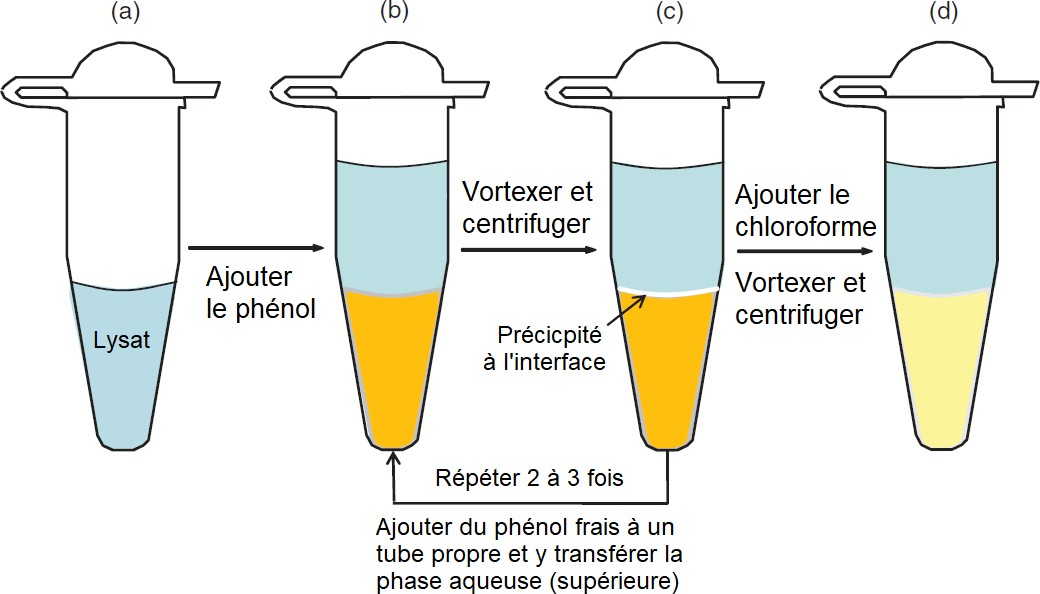 (a)
(b)
(c)
(d)
Lysat
Ajouter
le phénol
Vortexer et
centrifuger
Précicpité
à l'interface
Ajouter le
chloroforme
Vortexer et
centrifuger
Répéter 2 à 3 fois
Ajouter du phénol frais à un
tube propre et y transférer la
phase aqueuse (supérieure)